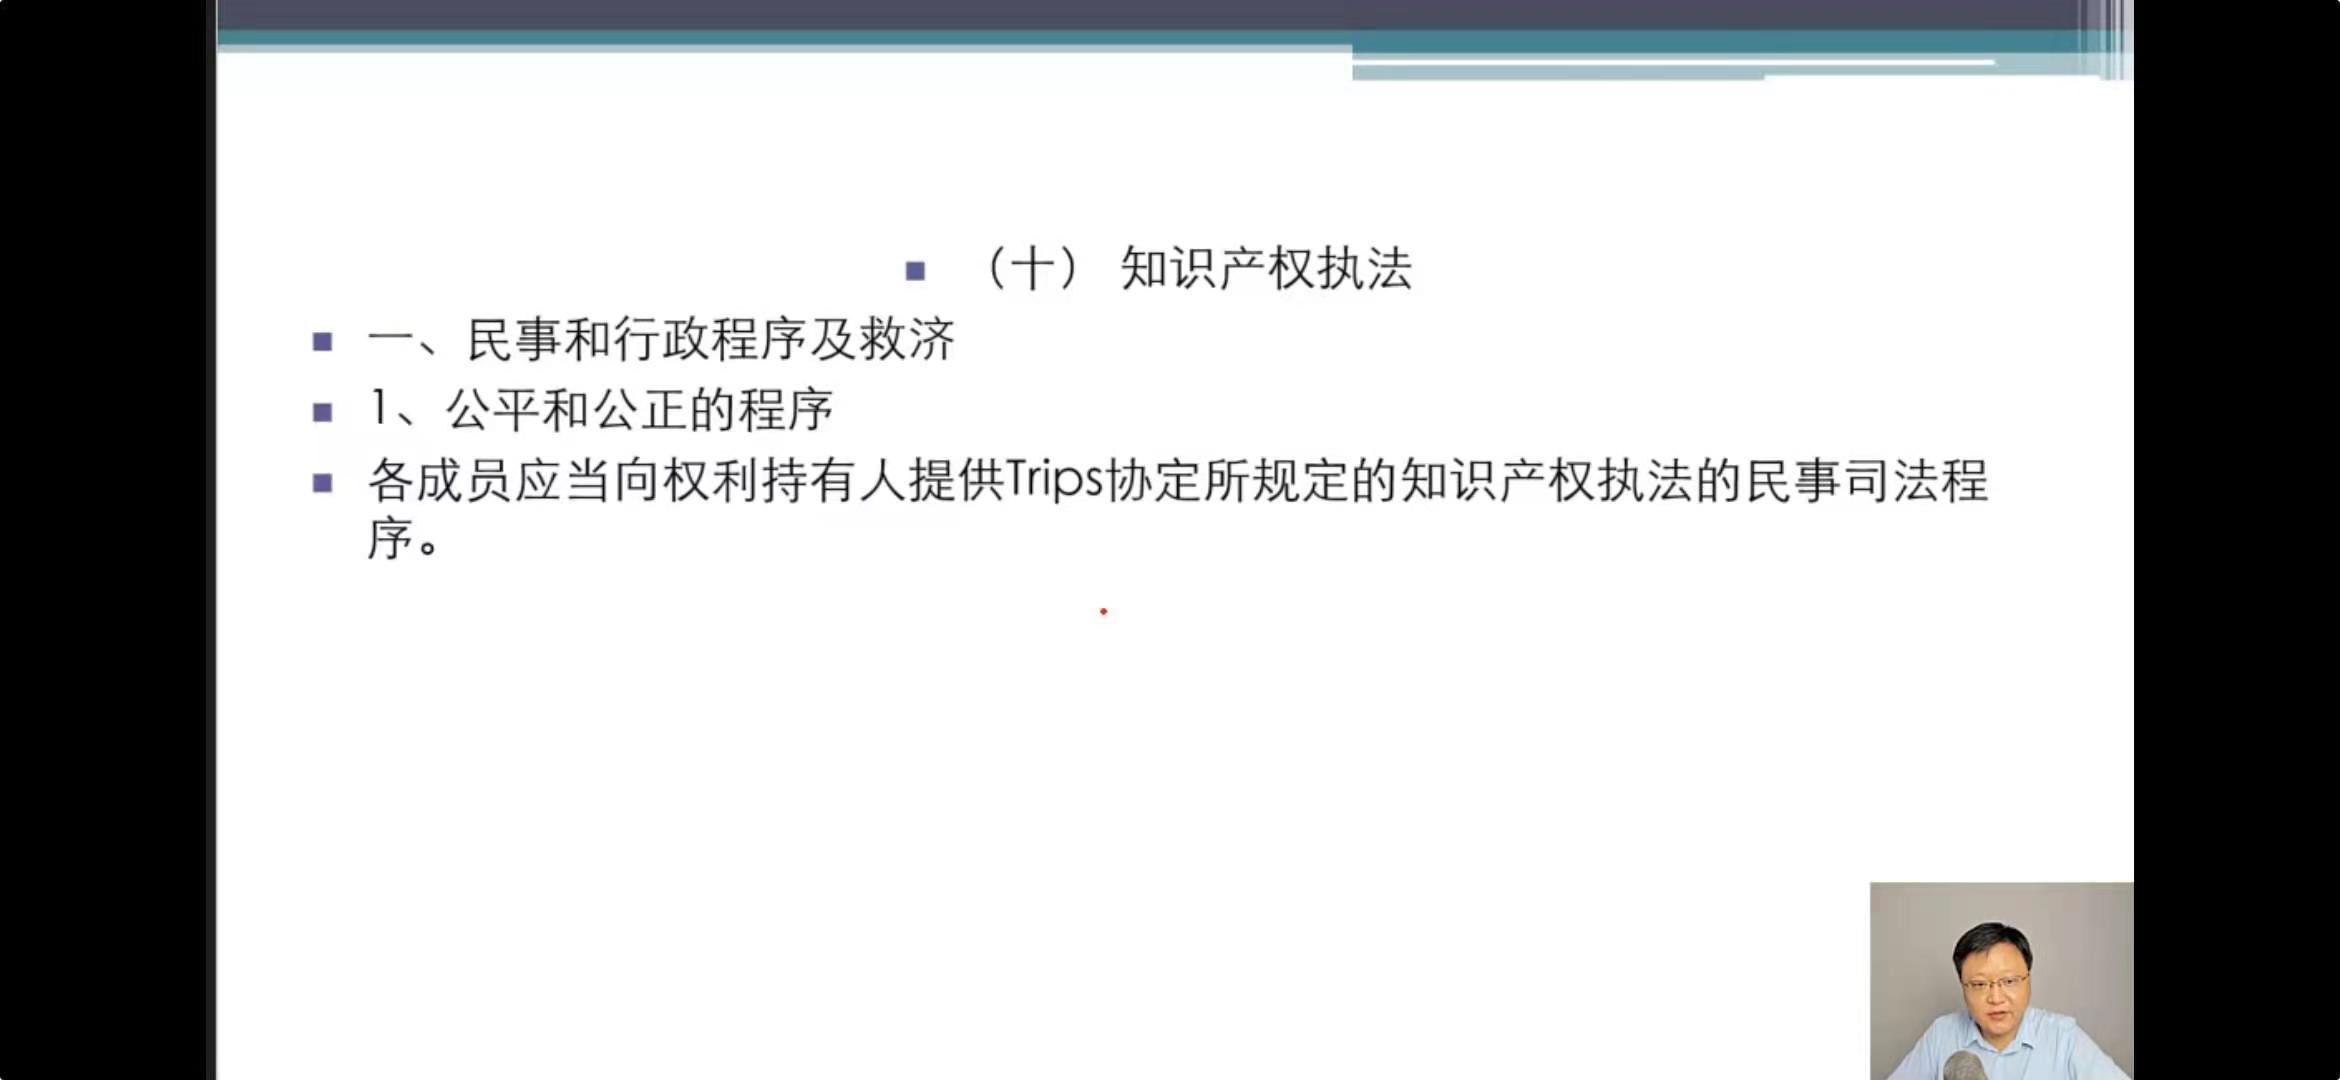 （十） 知识产权执法
一、民事和行政程序及救济
1、公平和公正的程序
各成员应当向权利持有人提供Trips协定所规定的知识产权执法的民事司法程
序。